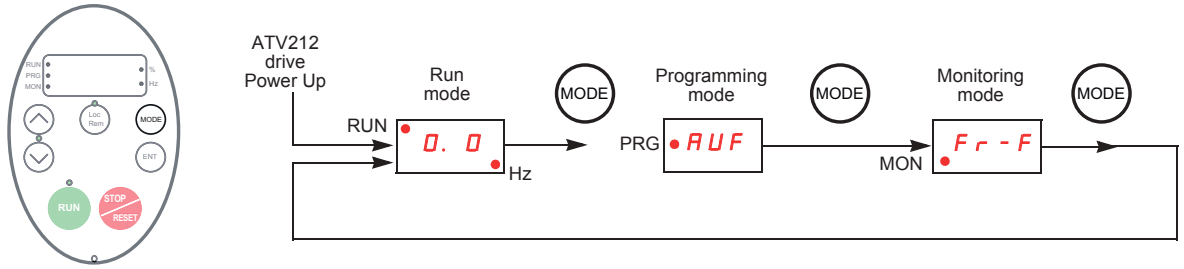 RUN
PRG
MON
%
Hz
Loc
Rem
MODE
ENT
RUN
STOP
RESET
ATV212
drive
Power Up
Run
mode
MODE
Programming
mode
MODE
Monitoring
mode
MODE
RUN
0. 0
Hz
PRG
AUF
MON
Fr-F